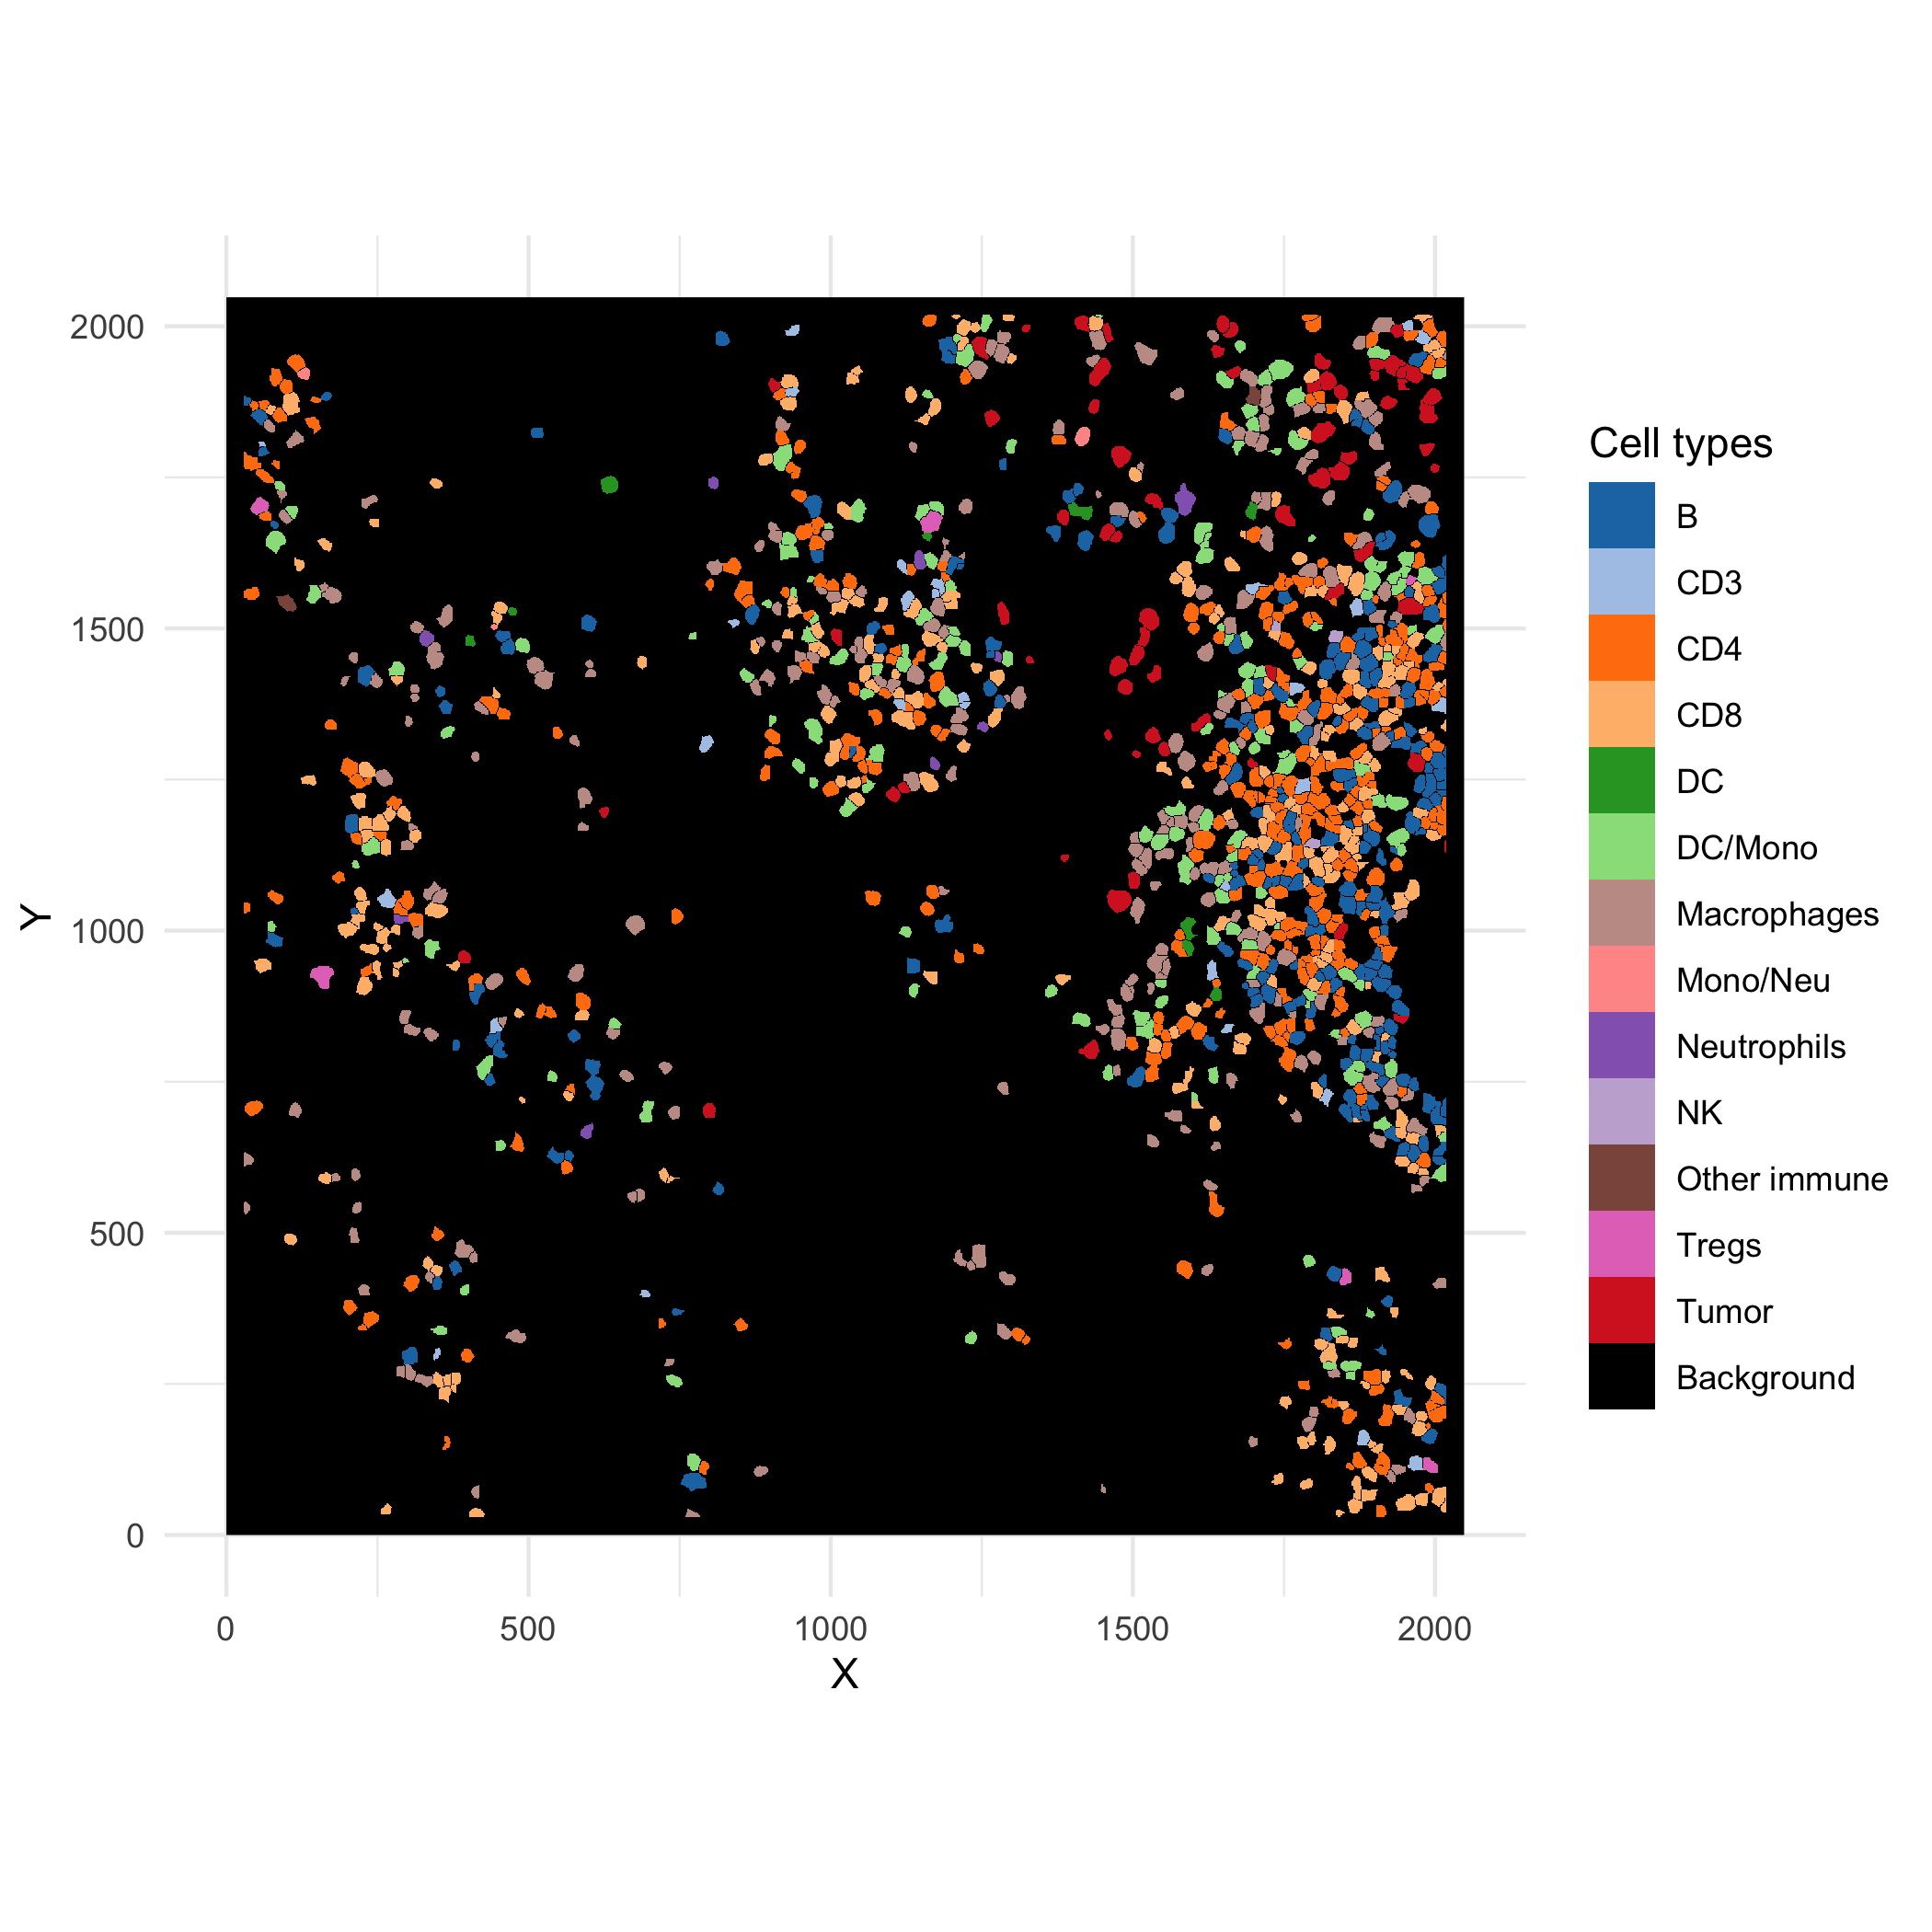 2000
1500
1000
500
0
Y
0 500 1000 1500 2000
X
Cell types
B
CD3
CD4
CD8
DC
DC/Mono
Macrophages
Mono/Neu
Neutrophils
NK
Other immune
Tregs
Tumor
Background